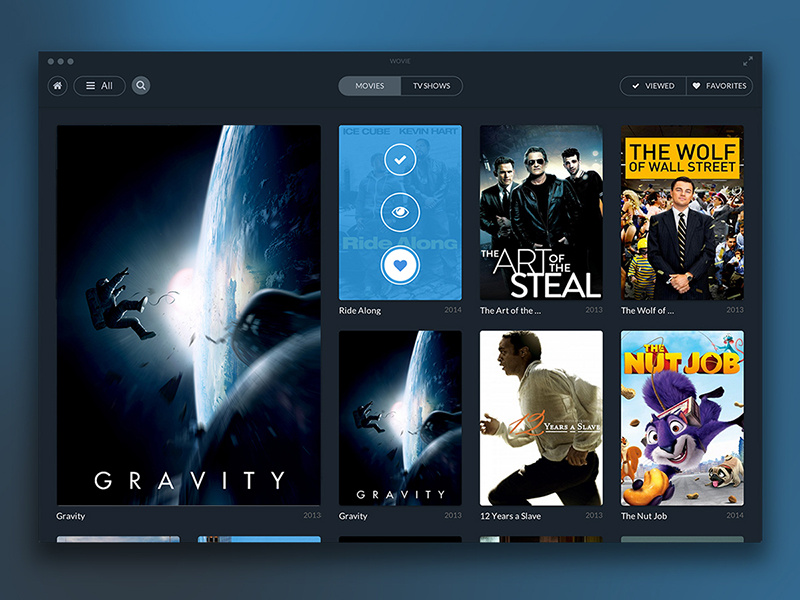 WOVIE
All
MOVIES
TV SHOWS
VIEWED
FAVORITES
GRAVITY
Gravity
2013
ICE CUBE KEVIN HART
Ride Along
Ride Along
2014
THE ART OF THE STEAL
The Art of the ...
2013
THE WOLF
OF WALL STREET
The Wolf of ...
2013
GRAVITY
Gravity
2013
12 YEARS A SLAVE
12 Years a Slave
2013
THE
NUT JOB
The Nut Job
2014